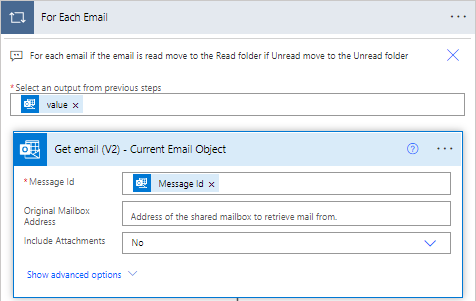 For Each Email
For each email if the email is read move to the Read folder if Unread move to the Unread folder
*Select an output from previous steps
value x
Get email (V2) - Current Email Object
*Message Id
Message Id x
Original Mailbox
Address
Address of the shared mailbox to retrieve mail from.
Include Attachments
No
Show advanced options